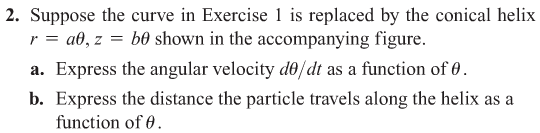 2. Suppose the curve in Exercise 1 is replaced by the conical helix
r = aθ, z = bθ shown in the accompanying figure.
a. Express the angular velocity dθ/dt as a function of θ.
b. Express the distance the particle travels along the helix as a
function of θ.